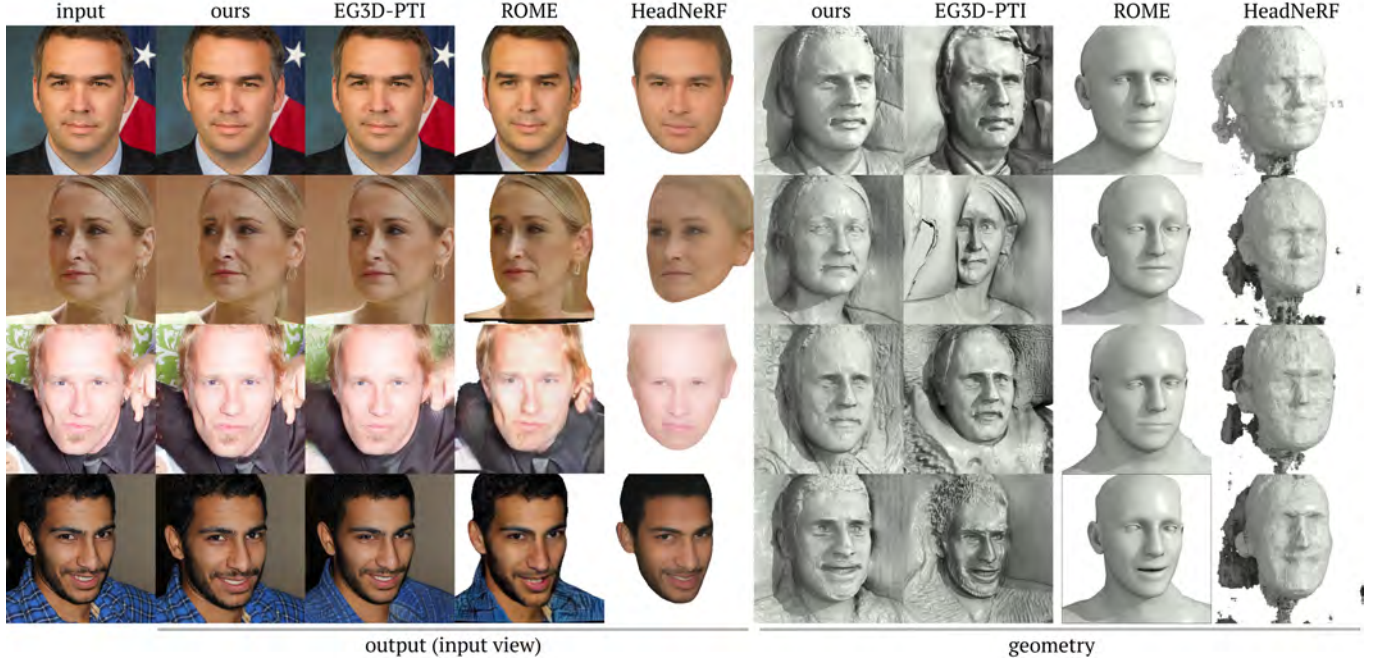 input ours EG3D-PTI ROME HeadNeRF ours EG3D-PTI ROME HeadNeRF
output (input view) geometry